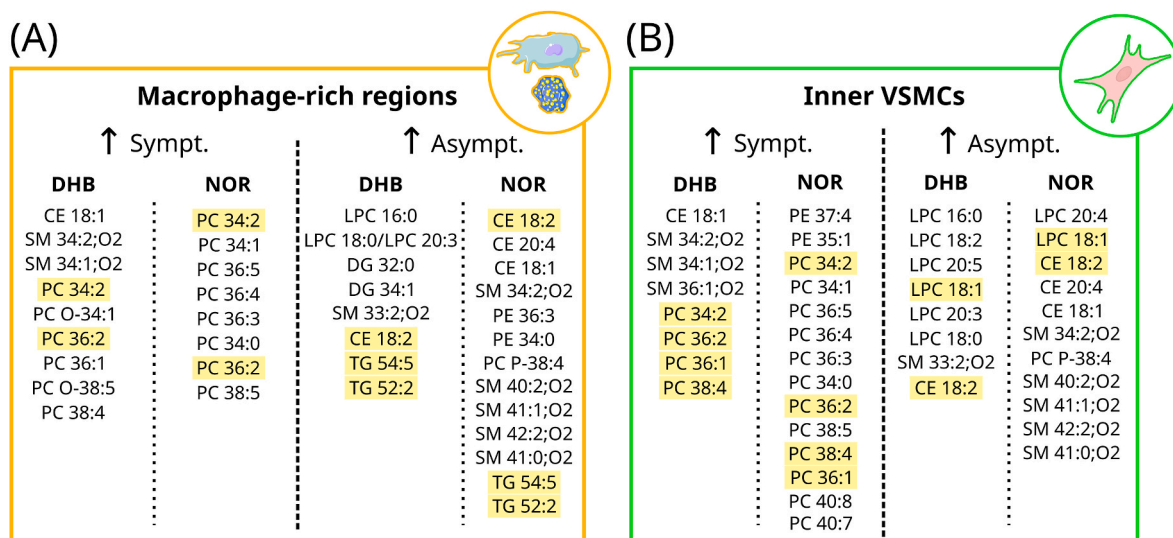 (A)
Macrophage-rich regions
↑ Sympt.
DHB
CE 18:1
SM 34:2;O2
SM 34:1;O2
PC 34:2
PC O-34:1
PC 36:2
PC 36:1
PC O-38:5
PC 38:4
NOR
PC 34:2
PC 34:1
PC 36:5
PC 36:4
PC 36:3
PC 34:0
PC 36:2
PC 38:5
↑ Asympt.
DHB
LPC 16:0
LPC 18:0/LPC 20:3
DG 32:0
DG 34:1
SM 33:2;O2
CE 18:2
TG 54:5
TG 52:2
NOR
CE 18:2
CE 20:4
CE 18:1
SM 34:2;O2
PE 36:3
PE 34:0
PC P-38:4
SM 40:2;O2
SM 41:1;O2
SM 42:2;O2
SM 41:0;O2
TG 54:5
TG 52:2
(B)
Inner VSMCs
↑ Sympt.
DHB
CE 18:1
SM 34:2;O2
SM 34:1;O2
SM 36:1;O2
PC 34:2
PC 36:2
PC 36:1
PC 38:4
NOR
PE 37:4
PE 35:1
PC 34:2
PC 34:1
PC 36:5
PC 36:4
PC 36:3
PC 34:0
PC 36:2
PC 38:5
PC 38:4
PC 36:1
PC 40:8
PC 40:7
↑ Asympt.
DHB
LPC 16:0
LPC 18:2
LPC 20:5
LPC 18:1
LPC 20:3
LPC 18:0
SM 33:2;O2
CE 18:2
NOR
LPC 20:4
LPC 18:1
CE 18:2
CE 20:4
CE 18:1
SM 34:2;O2
PC P-38:4
SM 40:2;O2
SM 41:1;O2
SM 42:2;O2
SM 41:0;O2